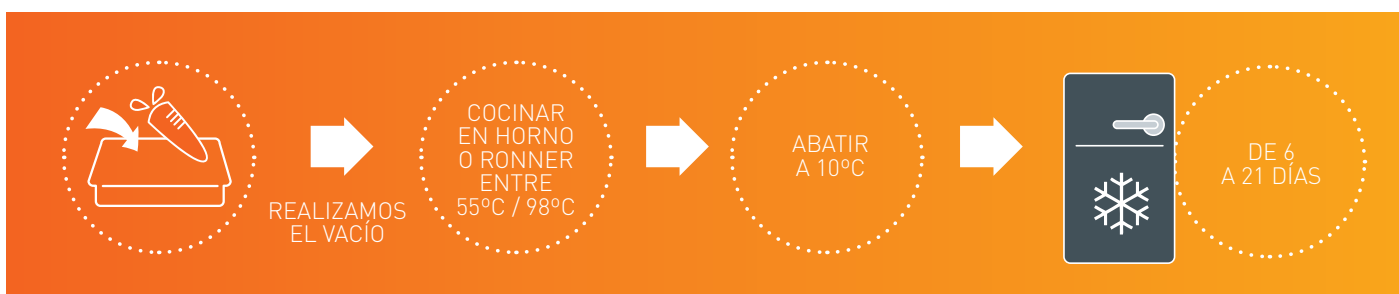 REALIZAMOS
EL VACÍO
COCINAR
EN HORNO
O RONNER
ENTRE
55ºC / 98ºC
ABATIR
A 10ºC
DE 6
A 21 DÍAS